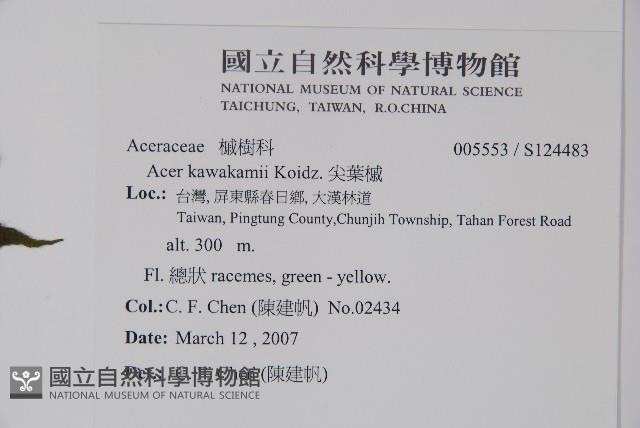 國立自然科學博物館
NATIONAL MUSEUM OF NATURAL SCIENCE
TAICHUNG, TAIWAN, R.O.CHINA
Aceraceae 槭樹科 005553 / S124483
Acer kawakamii Koidz. 尖葉槭
Loc.: 台灣, 屏東縣春日鄉, 大漢林道
Taiwan, Pingtung County,Chunjih Township, Tahan Forest Road
alt. 300 m.
Fl. 總狀 racemes, green - yellow.
Col.: C. F. Chen (陳建帆) No.02434
Date: March 12 , 2007
(陳建帆)
國立自然科學博物館
NATIONAL MUSEUM OF NATURAL SCIENCE